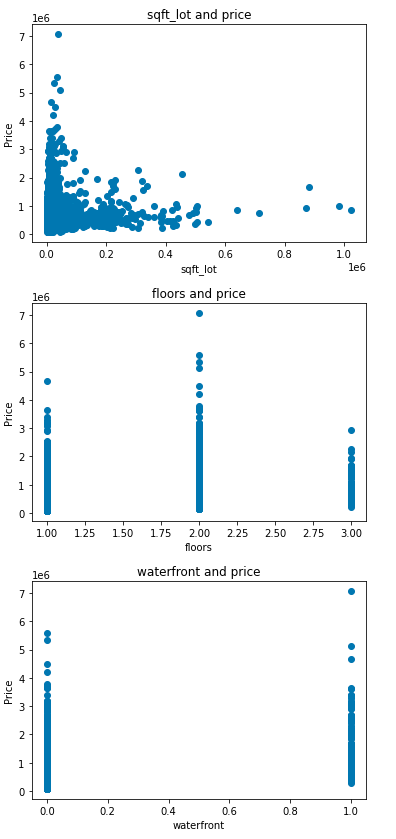 sqft_lot and price
1e6
7
6
5
4
3
2
1
0
Price
0.0 0.2 0.4 0.6 0.8 1.0
sqft_lot
1e6
floors and price
1e6
7
6
5
4
3
2
1
0
Price
1.00 1.25 1.50 1.75 2.00 2.25 2.50 2.75 3.00
floors
waterfront and price
1e6
7
6
5
4
3
2
1
0
Price
0.0 0.2 0.4 0.6 0.8 1.0
waterfront